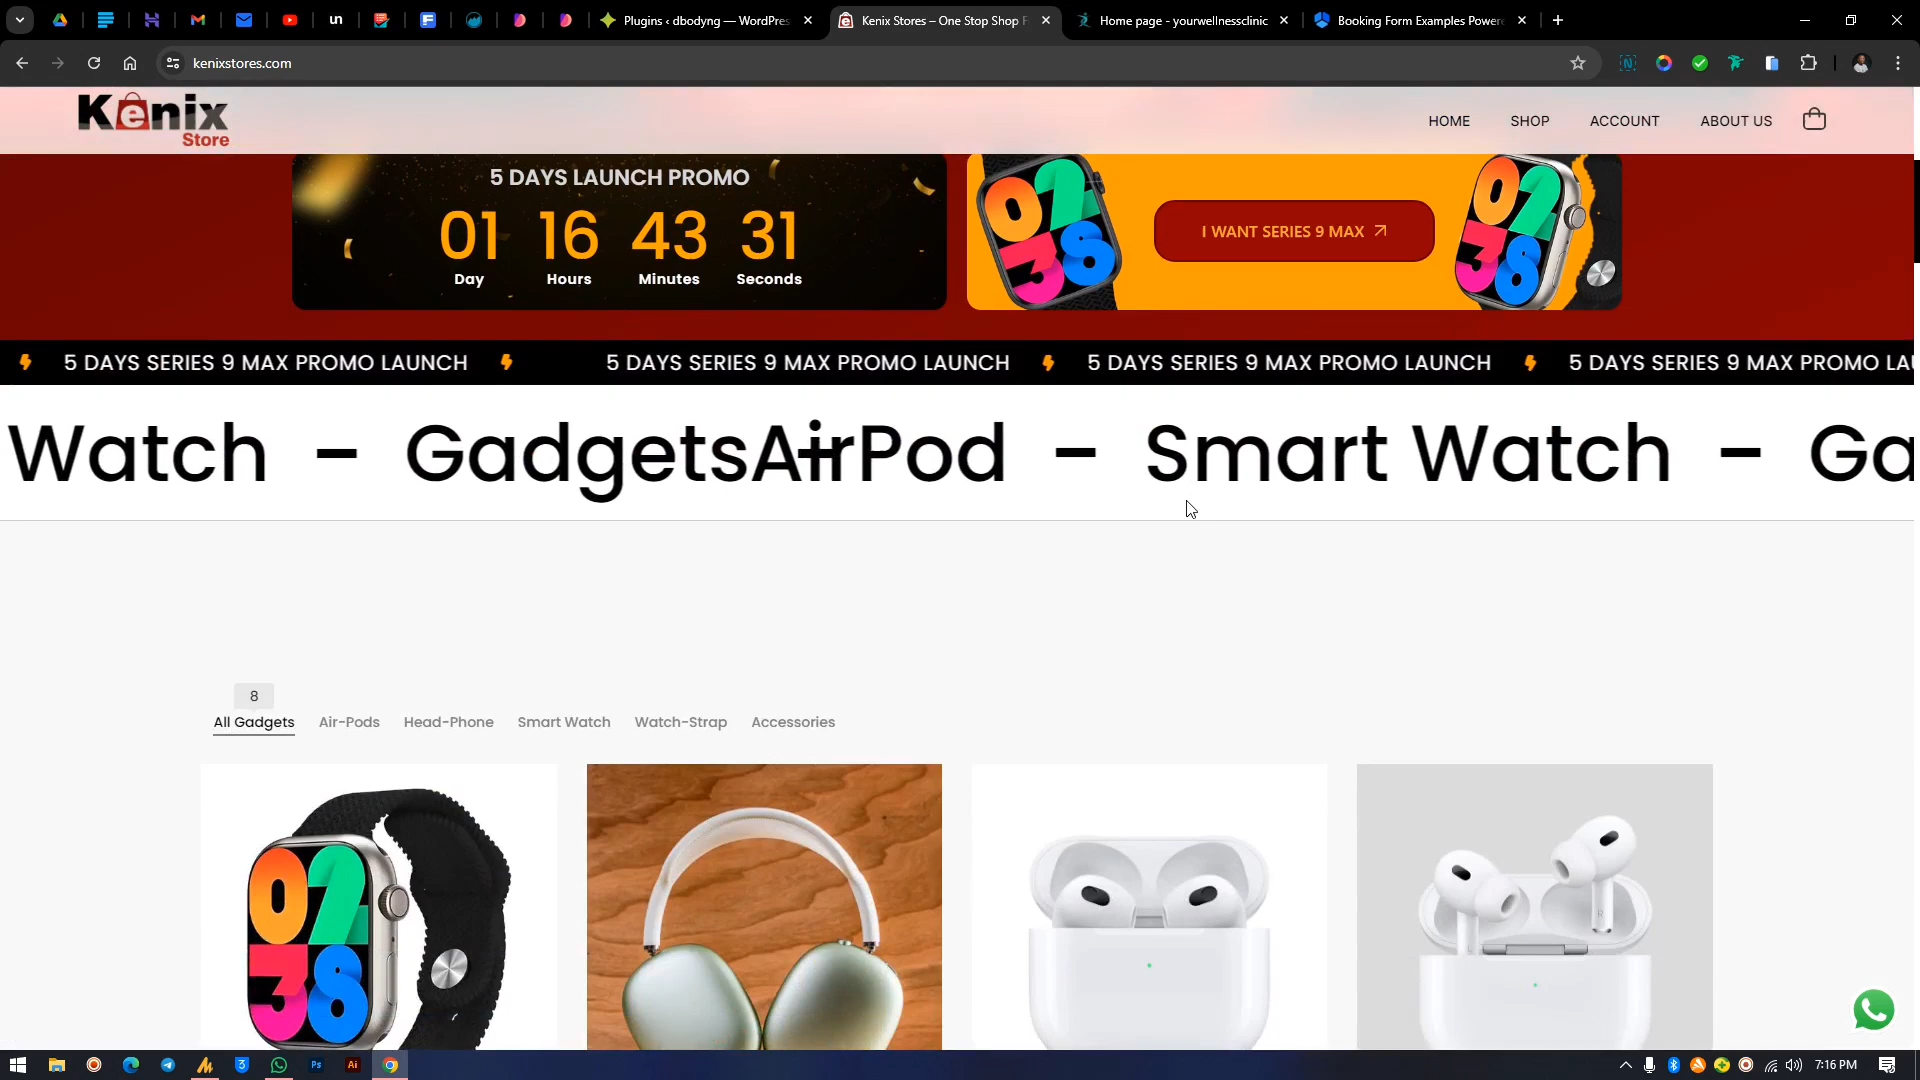 Plugins ‹ dbodyng — WordPres
Kenix Stores – One Stop Shop F
Home page - yourwellnessclinic
Booking Form Examples Powere
kenixstores.com
Kenix
Store
HOME
SHOP
ACCOUNT
ABOUT US
5 DAYS LAUNCH PROMO
01 16 43 31
Day Hours Minutes Seconds
I WANT SERIES 9 MAX
5 DAYS SERIES 9 MAX PROMO LAUNCH 5 DAYS SERIES 9 MAX PROMO LAUNCH 5 DAYS SERIES 9 MAX PROMO LAUNCH 5 DAYS SERIES 9 MAX PROMO LAU
Watch – GadgetsAirPod – Smart Watch – Ga
8
All Gadgets Air-Pods Head-Phone Smart Watch Watch-Strap Accessories
7:16 PM